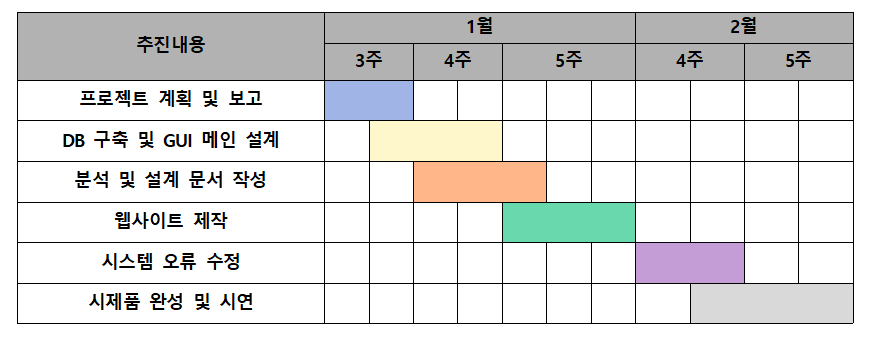 추진내용
1월
2월
3주
4주
5주
4주
5주
프로젝트 계획 및 보고
DB 구축 및 GUI 메인 설계
분석 및 설계 문서 작성
웹사이트 제작
시스템 오류 수정
시제품 완성 및 시연